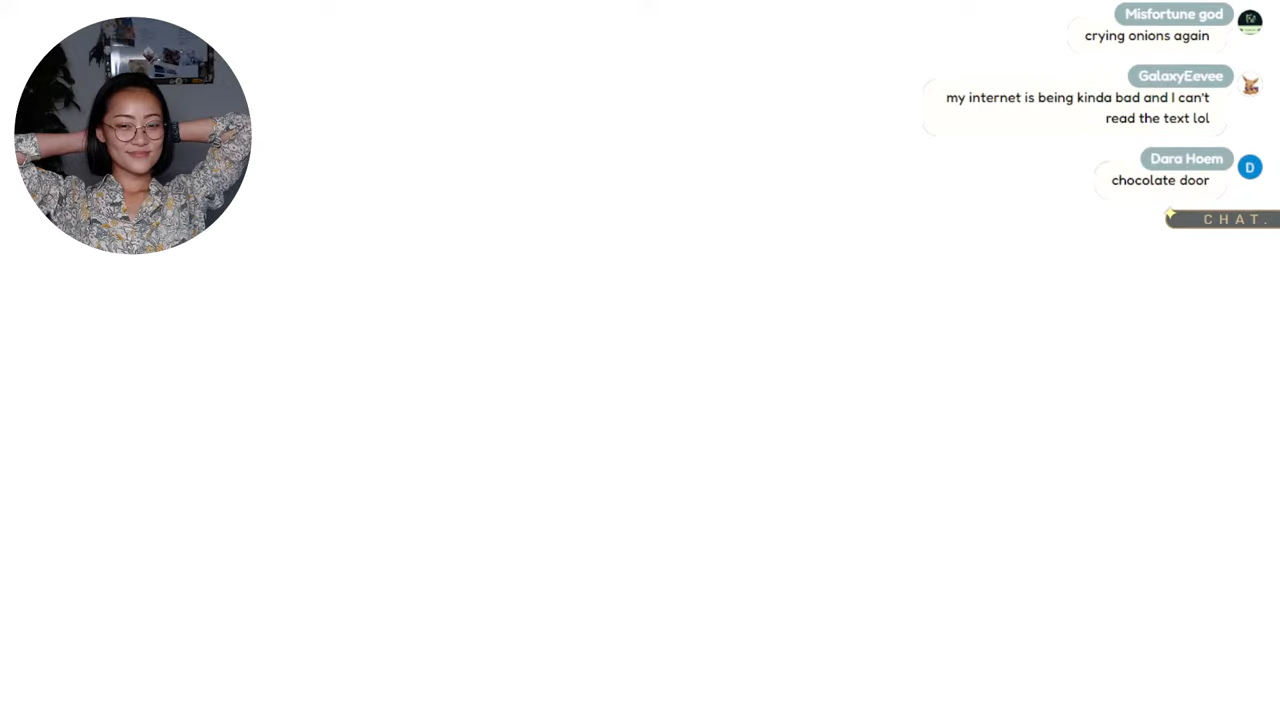 Misfortune god
crying onions again
GalaxyEevee
my internet is being kinda bad and I can't
read the text lol
Dara Hoem
D
chocolate door
CHAT.